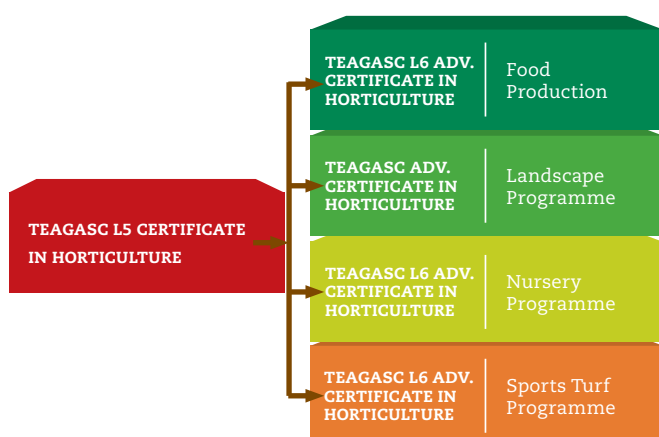 TEAGASC L5 CERTIFICATE
IN HORTICULTURE
TEAGASC L6 ADV.
CERTIFICATE IN
HORTICULTURE
Food
Production
TEAGASC ADV.
CERTIFICATE IN
HORTICULTURE
Landscape
Programme
TEAGASC L6 ADV.
CERTIFICATE IN
HORTICULTURE
Nursery
Programme
TEAGASC L6 ADV.
CERTIFICATE IN
HORTICULTURE
Sports Turf
Programme